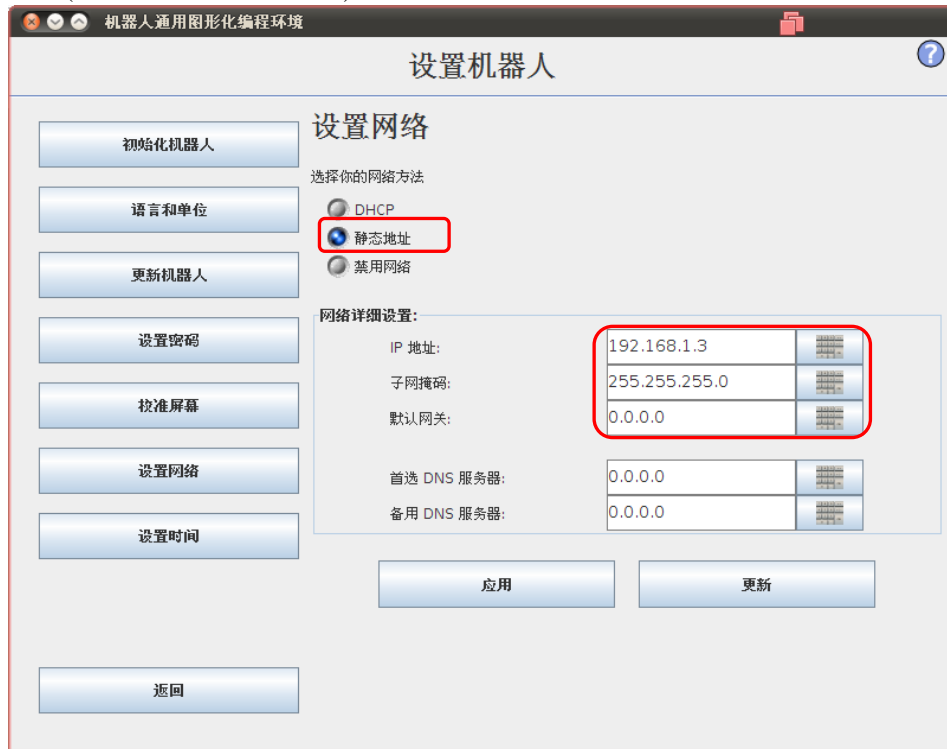 机器人通用图形化编程环境
设置机器人
?
初始化机器人
语言和单位
更新机器人
设置密码
校准屏幕
设置网络
设置时间
返回
设置网络
选择你的网络方法
DHCP
静态地址
禁用网络
网络详细设置:
IP 地址: 192.168.1.3
子网掩码: 255.255.255.0
默认网关: 0.0.0.0
首选 DNS 服务器: 0.0.0.0
备用 DNS 服务器: 0.0.0.0
应用 更新